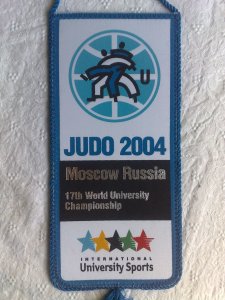 U
JUDO 2004
Moscow Russia
17th World University
Championship
INTERNATIONAL
University Sports